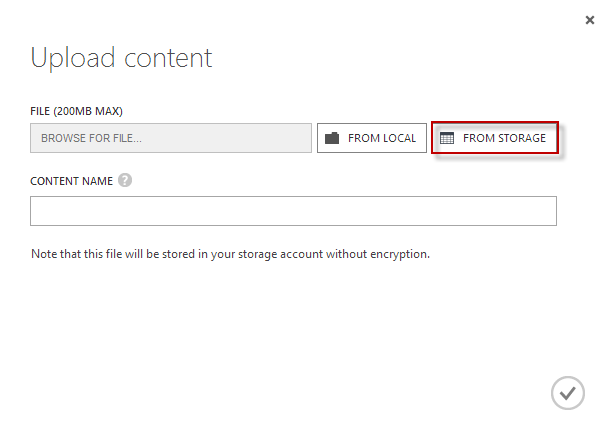 Upload content
FILE (200MB MAX)
BROWSE FOR FILE...
FROM LOCAL
FROM STORAGE
CONTENT NAME ?
Note that this file will be stored in your storage account without encryption.